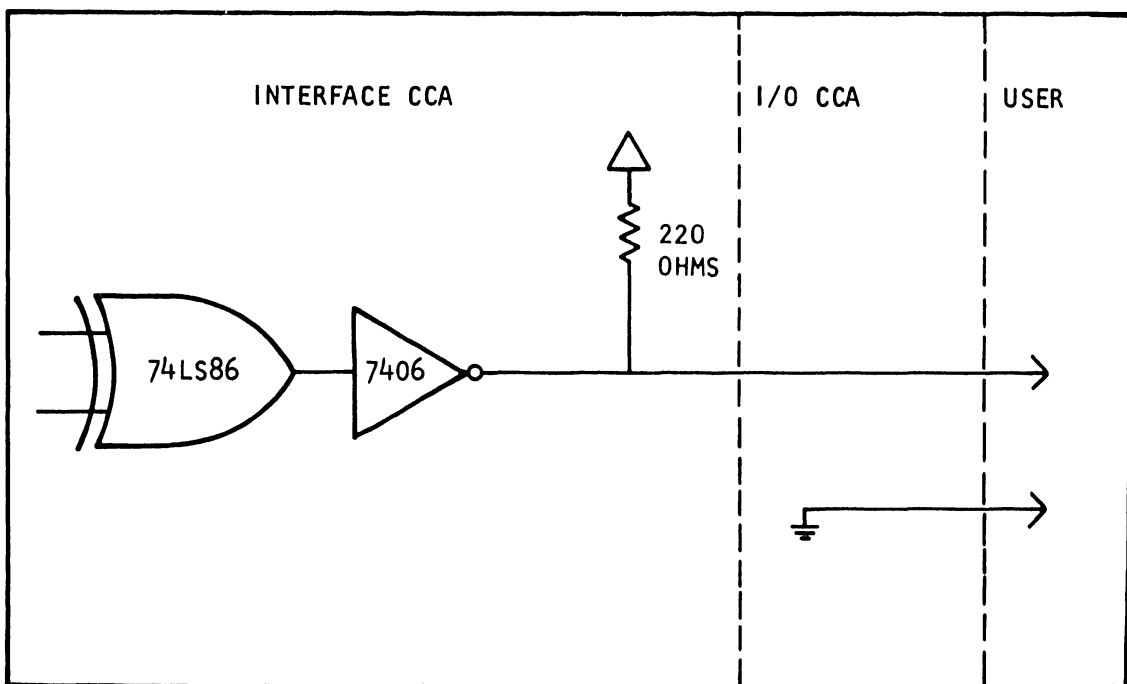 INTERFACE CCA
I/O CCA
USER
220
OHMS
74LS86
7406